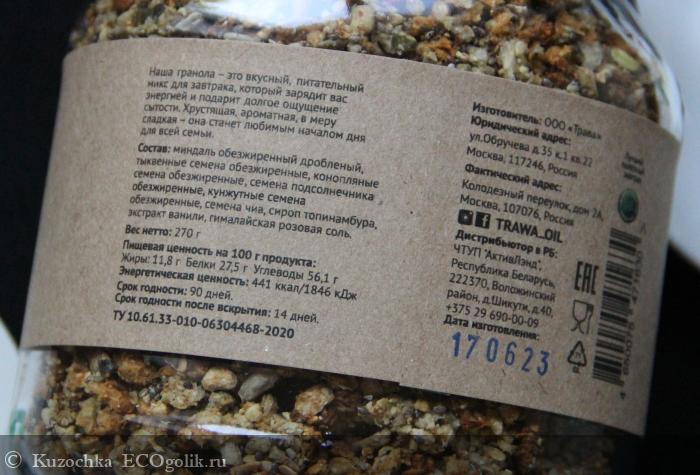 Наша гранола – это вкусный, питательный
микс для завтрака, который зарядит вас
энергией и подарит долгое ощущение
сытости. Хрустящая, ароматная, в меру
сладкая – она станет любимым началом дня
для всей семьи.
Состав: миндаль обезжиренный дробленый,
тыквенные семена обезжиренные, конопляные
семена обезжиренные, семена подсолнечника
обезжиренные, кунжутные семена
обезжиренные, семена чиа, сироп топинамбура,
экстракт ванили, гималайская розовая соль.
Вес нетто: 270 г
Пищевая ценность на 100 г продукта:
Жиры: 11,8 г Белки 27,5 г Углеводы 56,1 г
Энергетическая ценность: 441 ккал/1846 кДж
Срок годности: 90 дней.
Срок годности после вскрытия: 14 дней.
ТУ 10.61.33-010-06304468-2020
Изготовитель: ООО «Трава»
Юридический адрес:
ул.Обручева д.35 к.1 кв.22
Москва, 117246, Россия
Фактический адрес:
Колодезный переулок, дом 2А,
Москва, 107076, Россия
TRAWA_OIL
Дистрибьютор в РБ:
ЧТУП "АктивЛэнд",
Республика Беларусь,
222370, Воложинский
район, д.Шикути, д.40,
+375 29 690-00-09
Дата изготовления:
170623
EAC
Kuzochka ECOgolik.ru